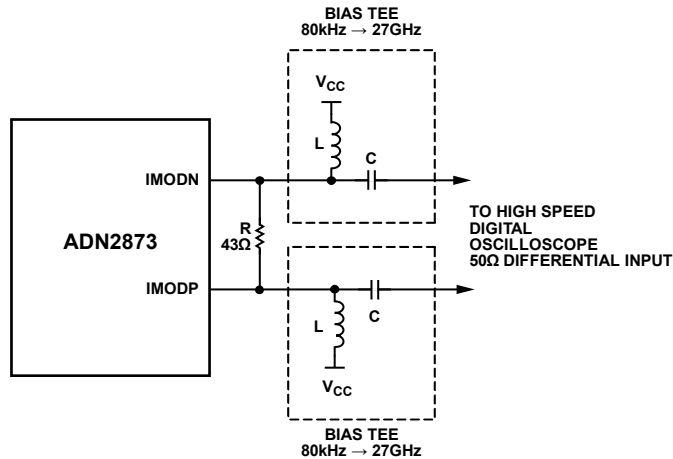 BIAS TEE
80kHz → 27GHz
VCC
L
C
IMODN
ADN2873
R
43Ω
TO HIGH SPEED
DIGITAL
OSCILLOSCOPE
50Ω DIFFERENTIAL INPUT
IMODP
C
L
VCC
BIAS TEE
80kHz → 27GHz